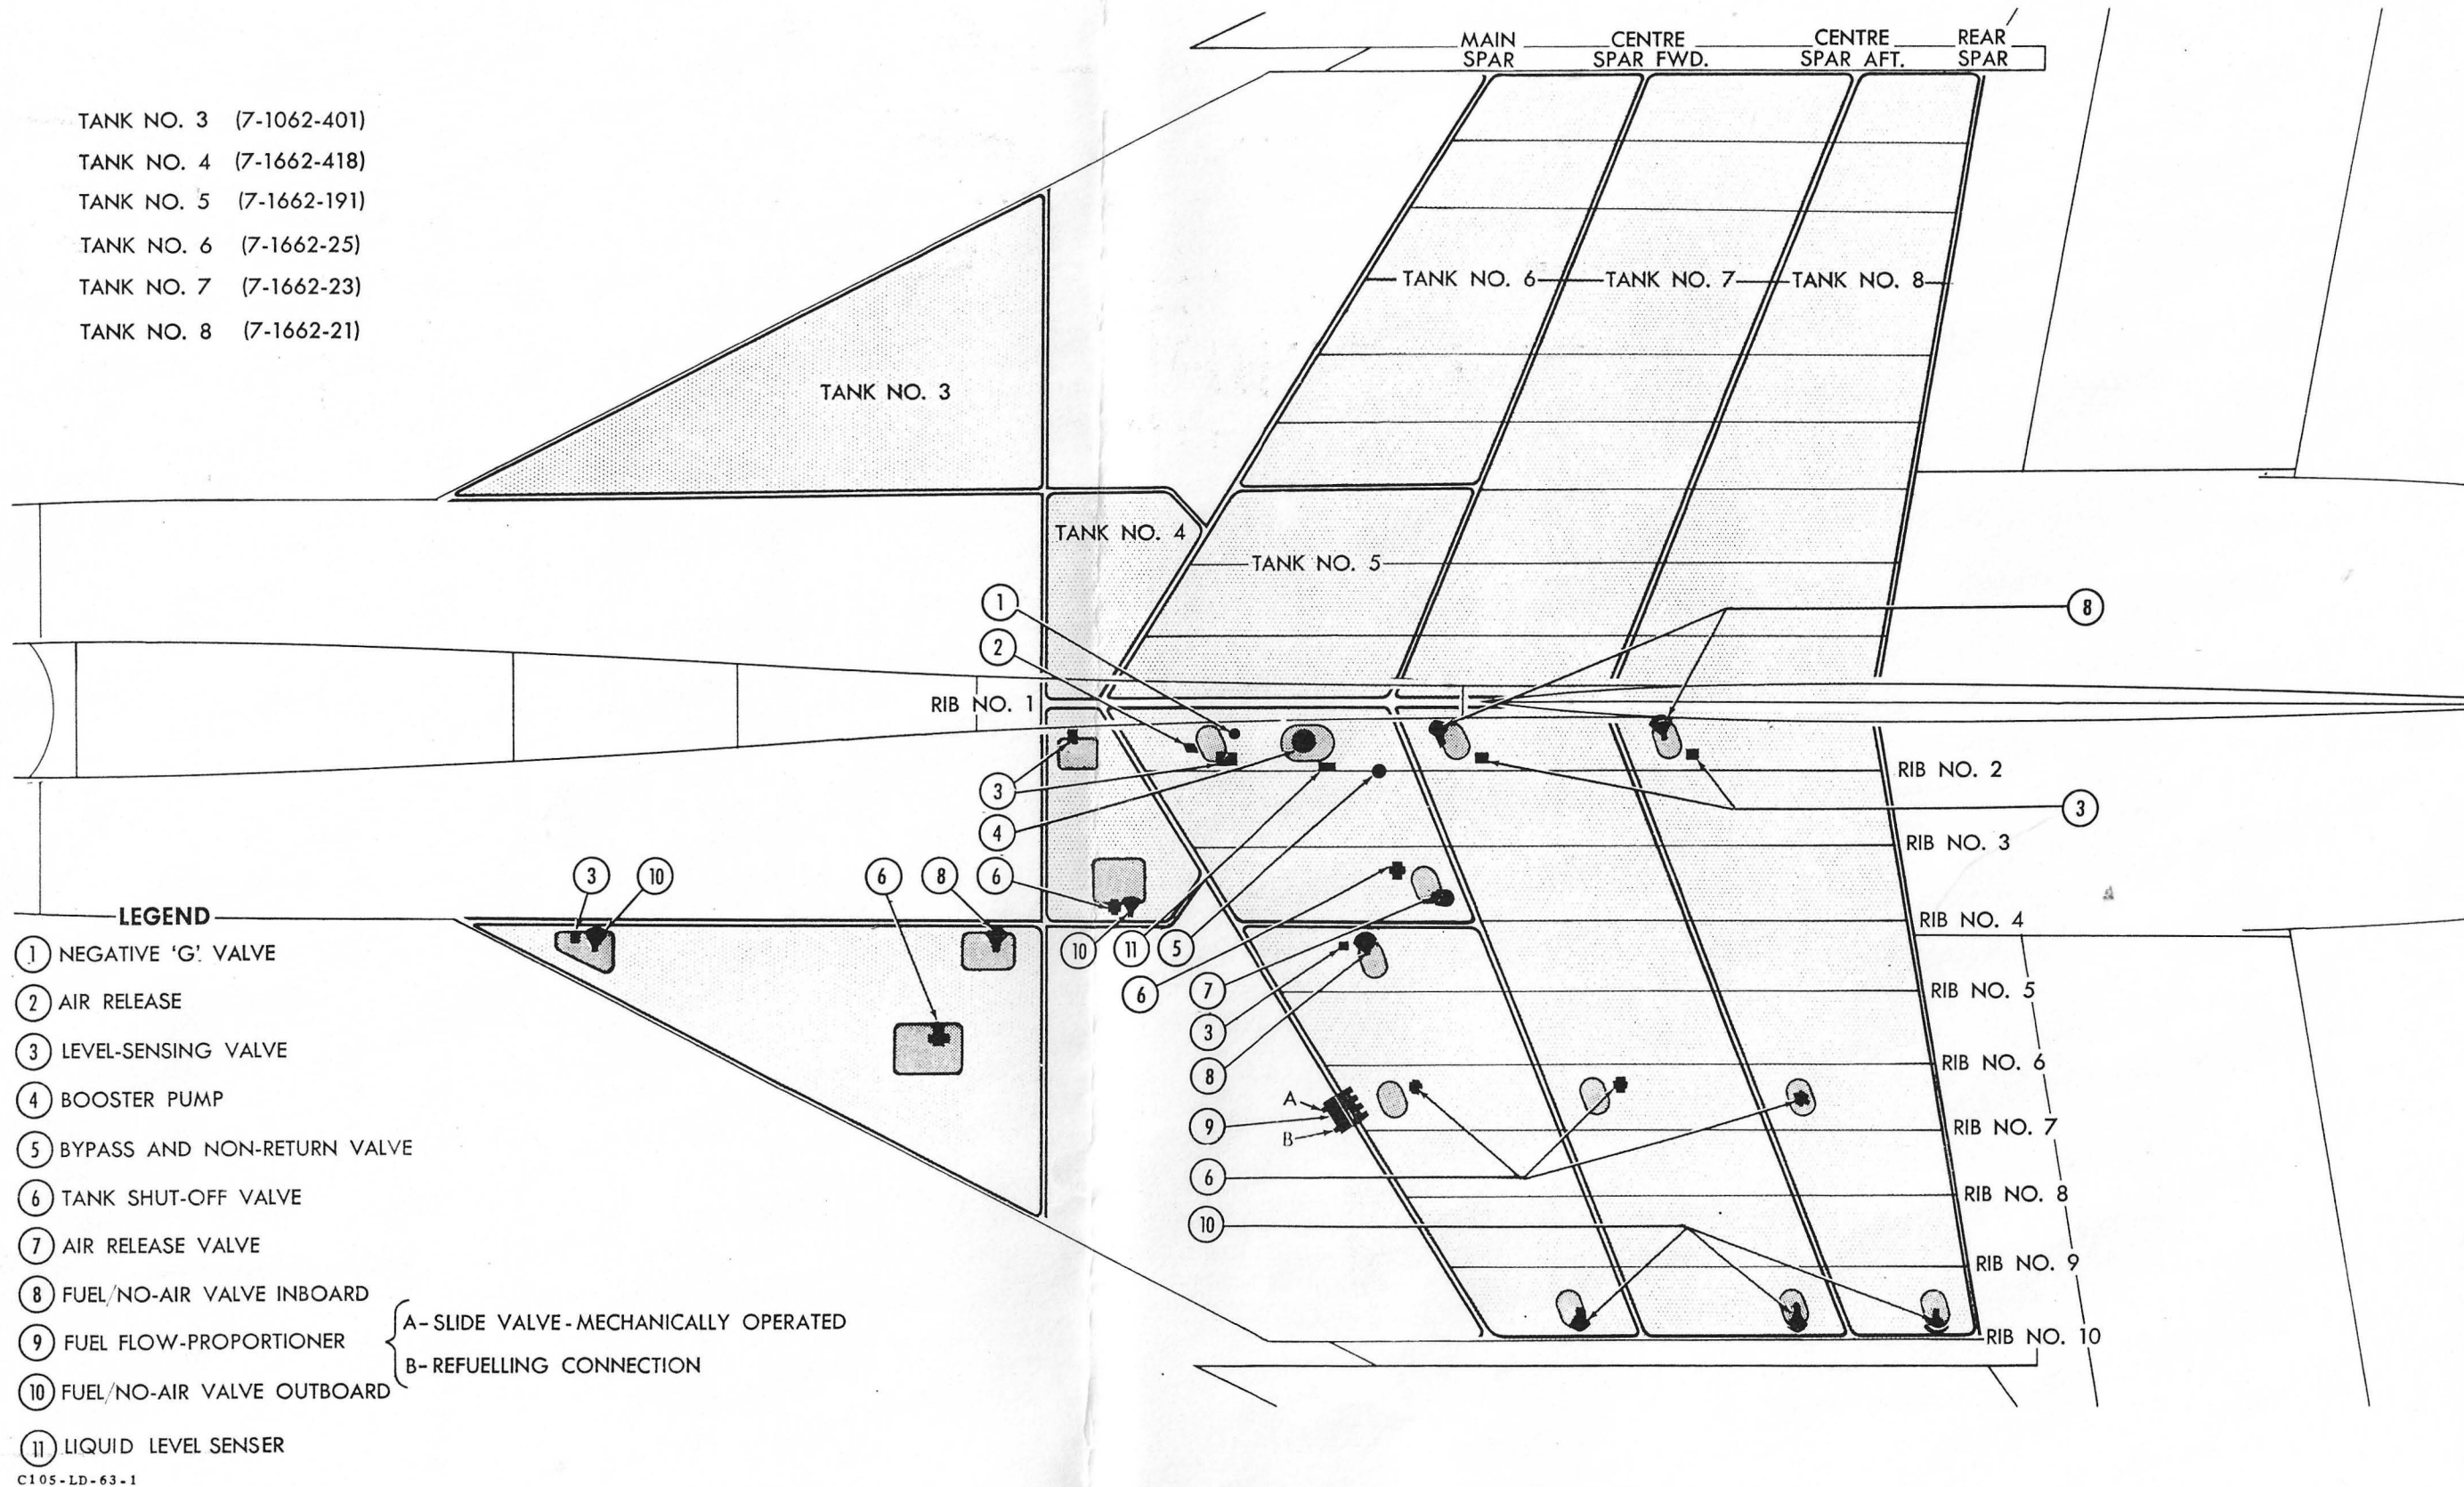 MAIN SPAR
CENTRE SPAR FWD.
CENTRE SPAR AFT.
REAR SPAR
TANK NO. 3 (7-1062-401)
TANK NO. 4 (7-1662-418)
TANK NO. 5 (7-1662-191)
TANK NO. 6 (7-1662-25)
TANK NO. 7 (7-1662-23)
TANK NO. 8 (7-1662-21)
TANK NO. 6
TANK NO. 7
TANK NO. 8
TANK NO. 3
TANK NO. 4
TANK NO. 5
1
8
2
RIB NO. 1
RIB NO. 2
3
3
4
RIB NO. 3
3
10
6
8
6
RIB NO. 4
10
11
5
6
7
RIB NO. 5
3
RIB NO. 6
8
A
9
B
RIB NO. 7
6
RIB NO. 8
10
RIB NO. 9
RIB NO. 10
LEGEND
1 NEGATIVE 'G'. VALVE
2 AIR RELEASE
3 LEVEL-SENSING VALVE
4 BOOSTER PUMP
5 BYPASS AND NON-RETURN VALVE
6 TANK SHUT-OFF VALVE
7 AIR RELEASE VALVE
8 FUEL/NO-AIR VALVE INBOARD
9 FUEL FLOW-PROPORTIONER
A-SLIDE VALVE-MECHANICALLY OPERATED
B-REFUELLING CONNECTION
10 FUEL/NO-AIR VALVE OUTBOARD
11 LIQUID LEVEL SENSER
C105-LD-63-1